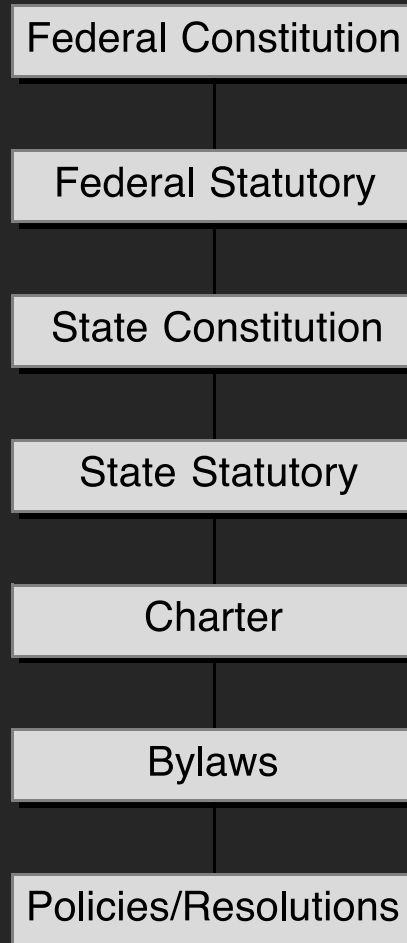 Federal Constitution
Federal Statutory
State Constitution
State Statutory
Charter
Bylaws
Policies/Resolutions